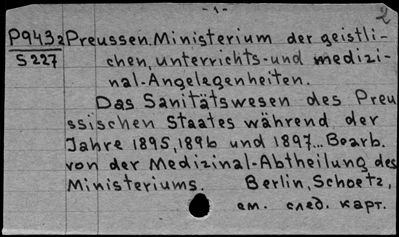 -1-
2
P943z Preussen. Ministerium der geistli-
S227 chen, unterrichts- und medizi-
nal-Angelegenheiten.
Das Sanitätswesen des Preu
ssischen Staates während der
Jahre 1895, 1896 und 1897... Bearb.
von der Medizinal-Abtheilung des
Ministeriums. Berlin, Schoetz,
см. след. карт.